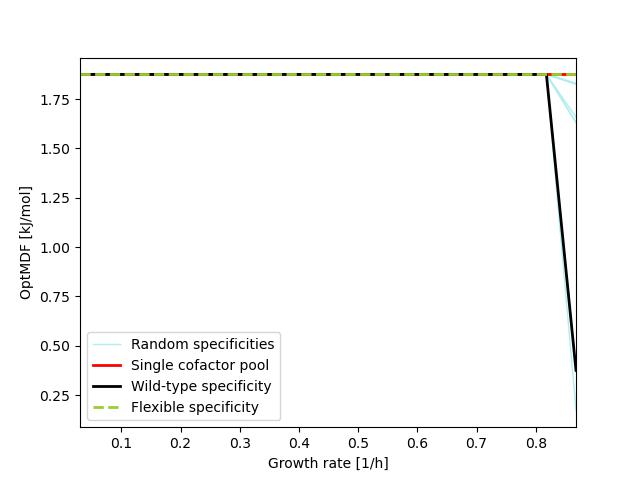 OptMDF [kJ/mol]
1.75
1.50
1.25
1.00
0.75
0.50
0.25
Random specificities
Single cofactor pool
Wild-type specificity
Flexible specificity
0.1 0.2 0.3 0.4 0.5 0.6 0.7 0.8
Growth rate [1/h]